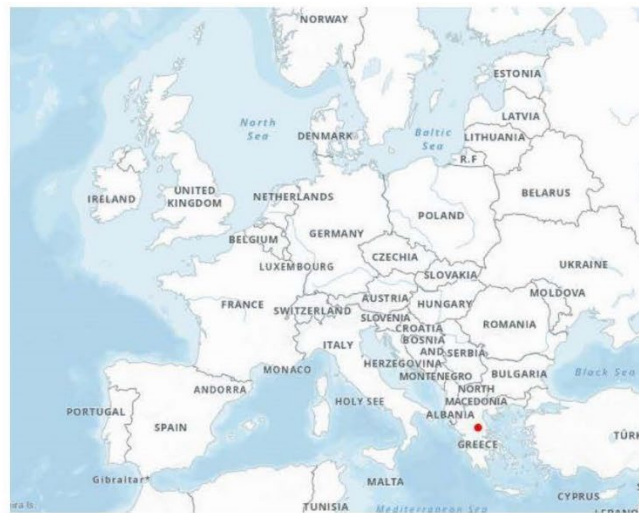 NORWAY
ESTONIA
North
Sea
LATVIA
Baltic
Sea
DENMARK
LITHUANIA
R.F
UNITED
KINGDOM
IRELAND
NETHERLANDS
BELARUS
POLAND
BELGIUM
GERMANY
CZECHIA
LUXEMBOURG
SLOVAKIA
UKRAINE
MOLDOVA
FRANCE
SWITZERLAND
AUSTRIA
HUNGARY
SLOVENIA
ROMANIA
CROATIA
ITALY
BOSNIA
AND
HERZEGOVINA
SERBIA
MONACO
MONTENEGRO
BULGARIA
Black Sea
ANDORRA
NORTH
MACEDONIA
HOLY SEE
PORTUGAL
ALBANIA
SPAIN
GREECE
TÜR
Gibraltar*
MALTA
CYPRUS
TUNISIA
Mediterranean Sea